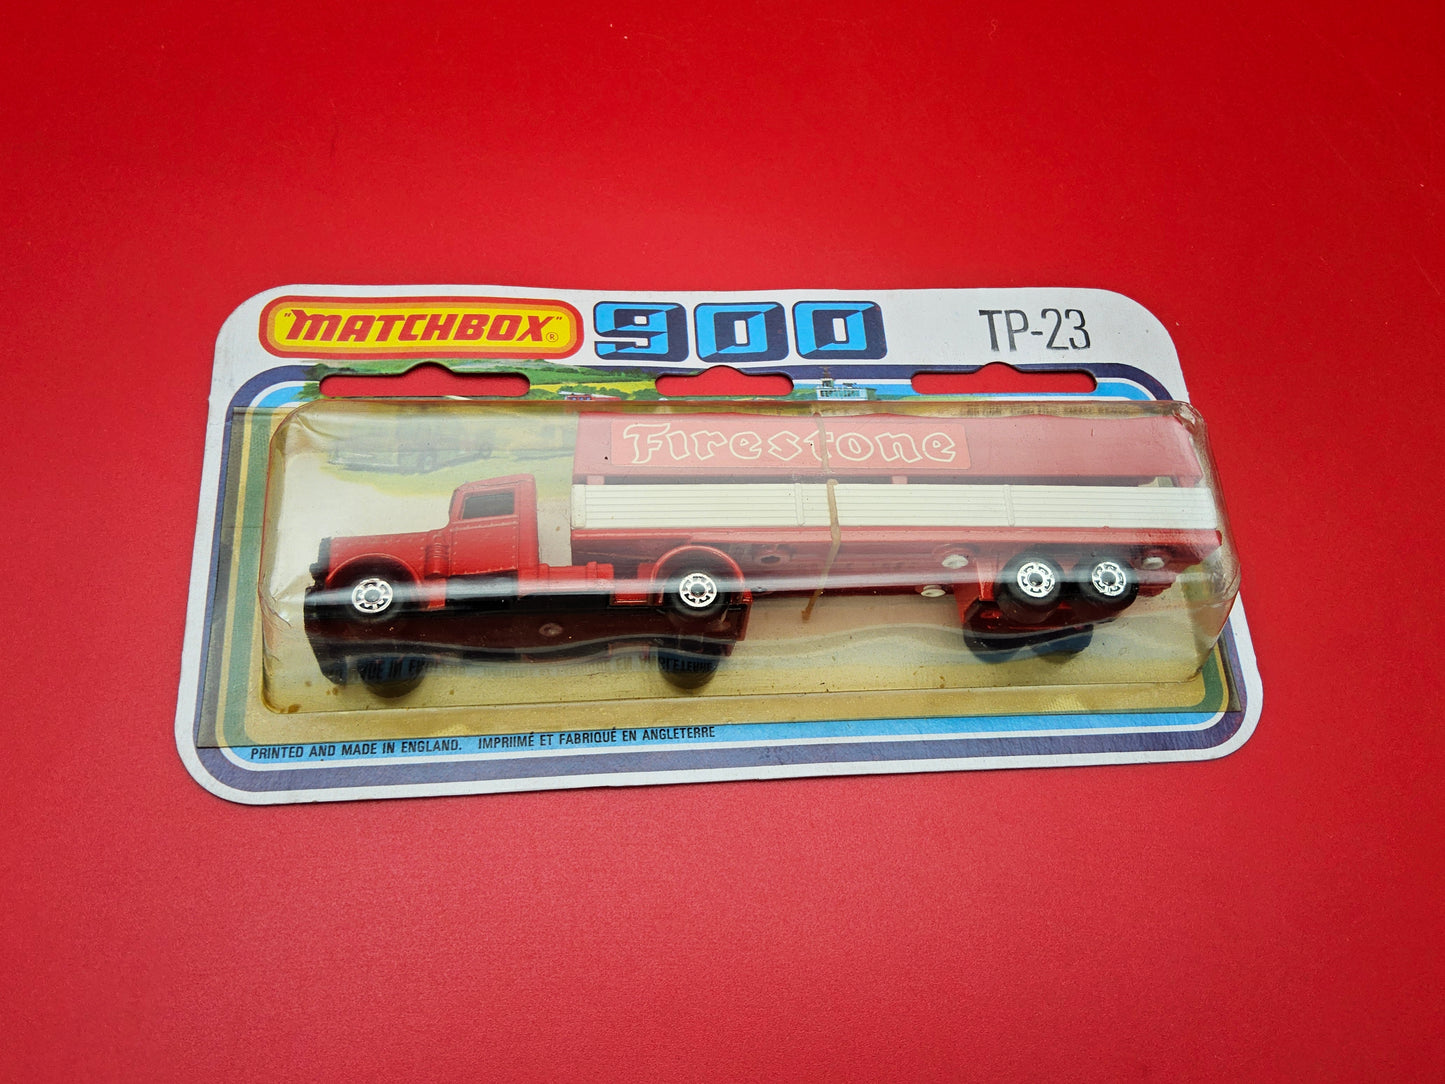 "MATCHBOX"® 900 TP-23
Firestone
PRINTED AND MADE IN ENGLAND. IMPRIIMÉ ET FABRIQUÉ EN ANGLETERRE